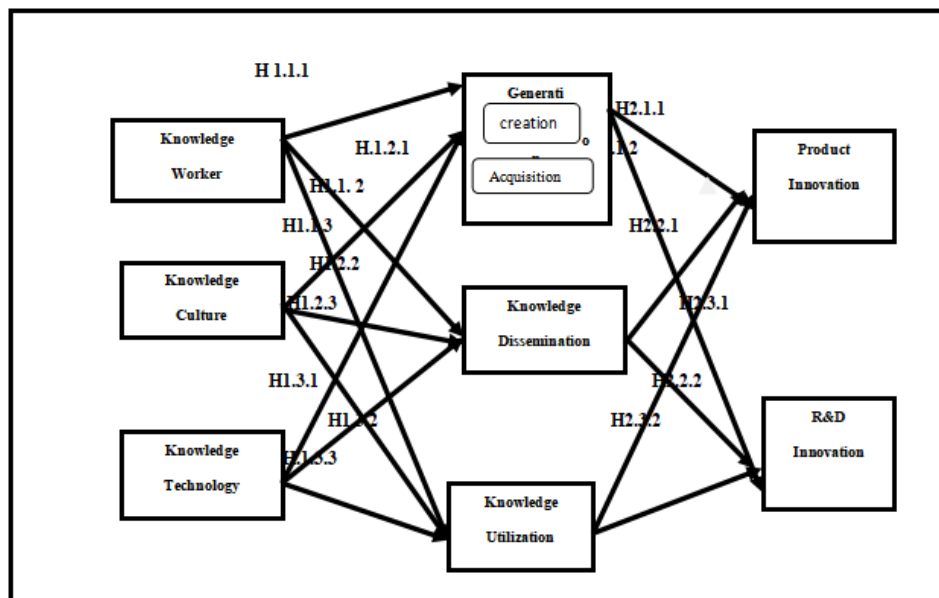 H 1.1.1
Generati
creation
o
n
Acquisition
H2.1.1
.1.2
Knowledge
Worker
H.1.2.1
H1.1. 2
Product
Innovation
H1.1.3
H2.2.1
H1.2.2
Knowledge
Culture
H1.2.3
Knowledge
Dissemination
H2.3.1
H1.3.1
H2.2.2
H1.3.2
H2.3.2
R&D
Innovation
Knowledge
Technology
H.1.3.3
Knowledge
Utilization